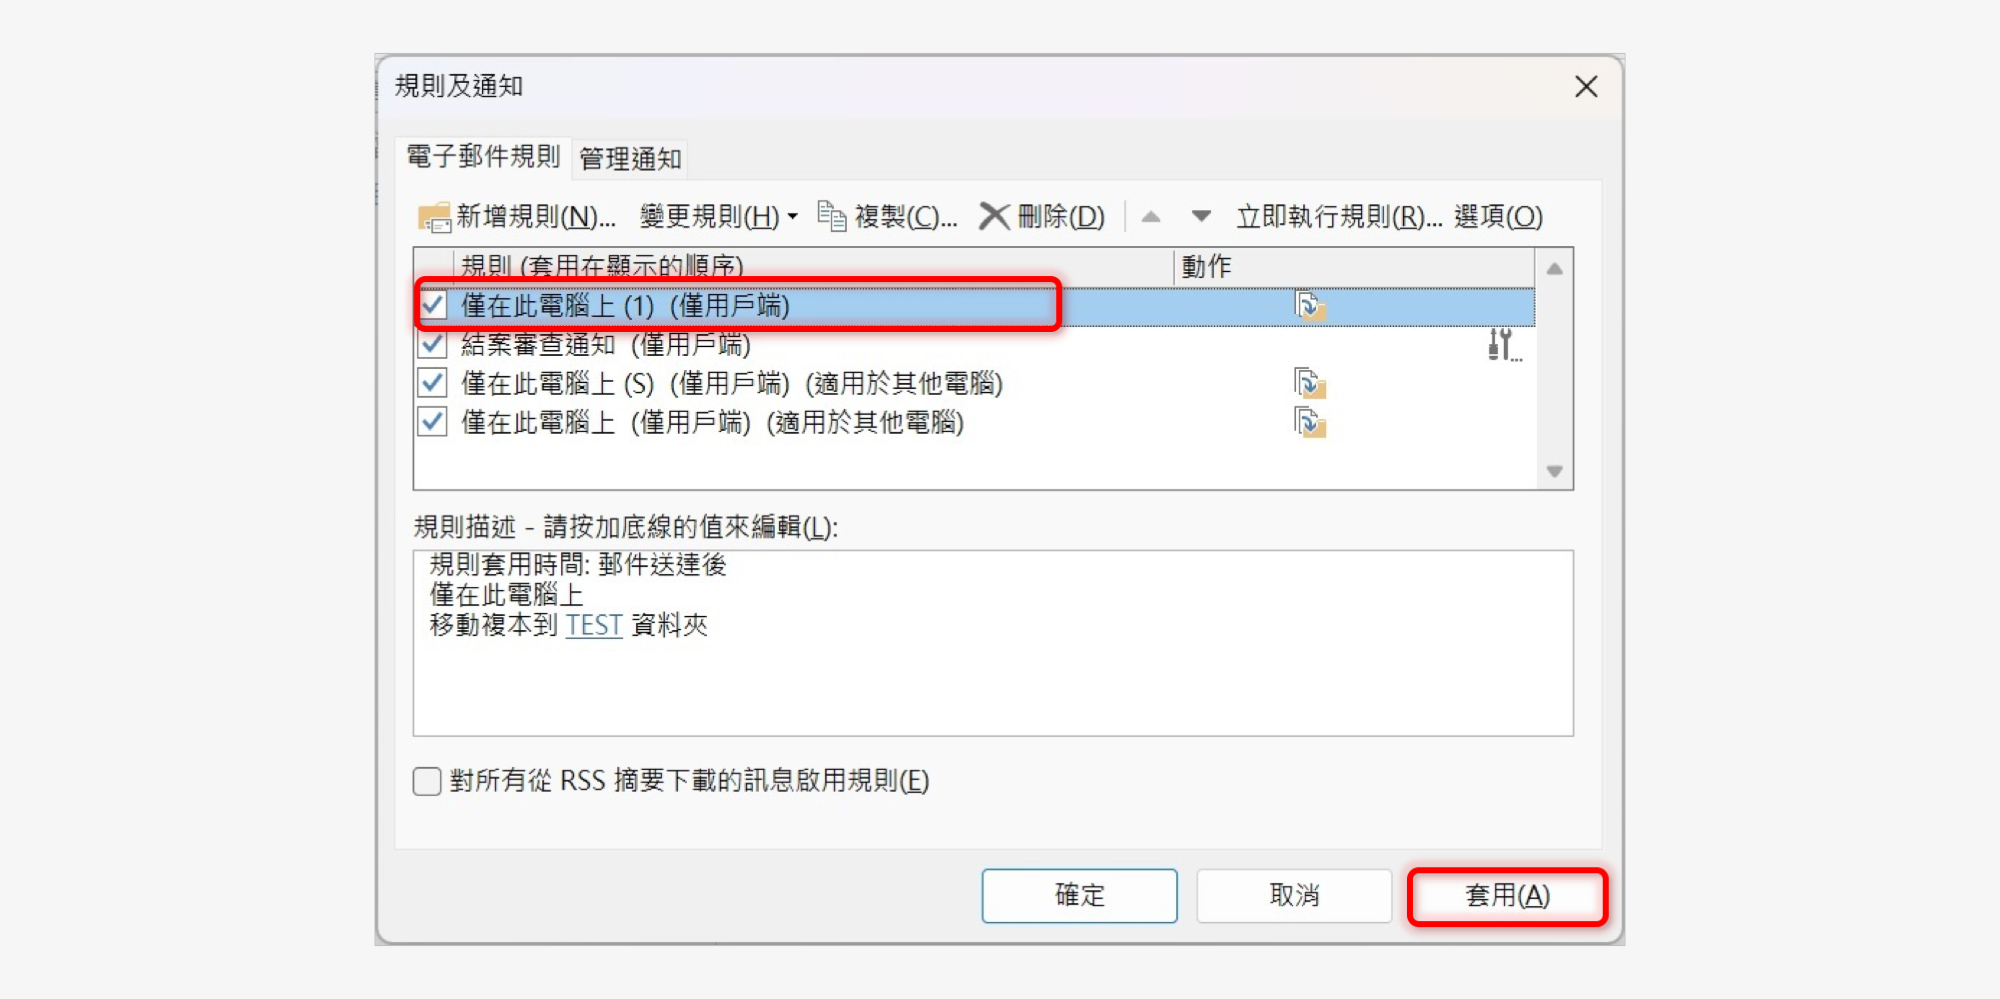 規則及通知
電子郵件規則 管理通知
新增規則(N)... 變更規則(H) 複製(C)... 刪除(D) 立即執行規則(R)... 選項(O)
規則 (套用在顯示的順序) 動作
僅在此電腦上 (1) (僅用戶端)
結案審查通知 (僅用戶端)
僅在此電腦上 (S) (僅用戶端) (適用於其他電腦)
僅在此電腦上 (僅用戶端) (適用於其他電腦)
規則描述 - 請按加底線的值來編輯(L):
規則套用時間: 郵件送達後
僅在此電腦上
移動複本到 TEST 資料夾
對所有從 RSS 摘要下載的訊息啟用規則(E)
確定 取消 套用(A)